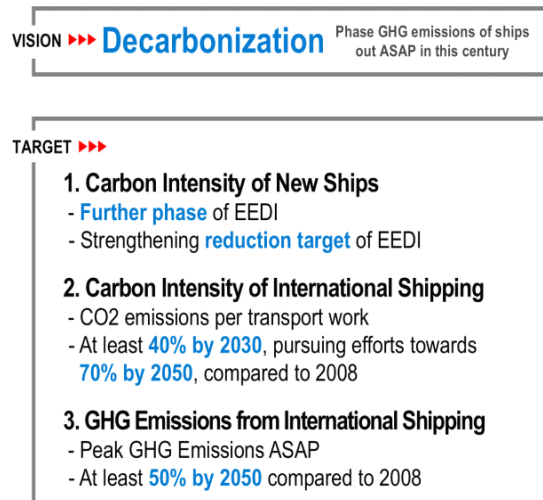 VISION ▶▶▶ Decarbonization Phase GHG emissions of ships
out ASAP in this century
TARGET ▶▶▶
1. Carbon Intensity of New Ships
- Further phase of EEDI
- Strengthening reduction target of EEDI
2. Carbon Intensity of International Shipping
- CO2 emissions per transport work
- At least 40% by 2030, pursuing efforts towards
70% by 2050, compared to 2008
3. GHG Emissions from International Shipping
- Peak GHG Emissions ASAP
- At least 50% by 2050 compared to 2008